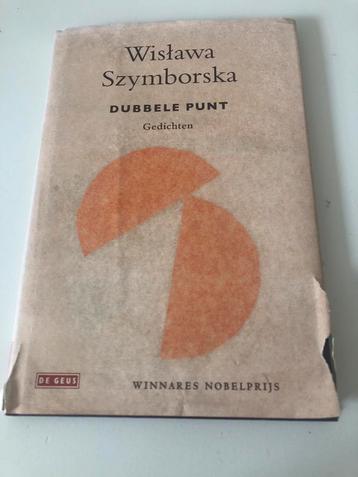 Wisława
Szymborska
DUBBELE PUNT
Gedichten
DE GEUS
WINNARES NOBELPRIJS